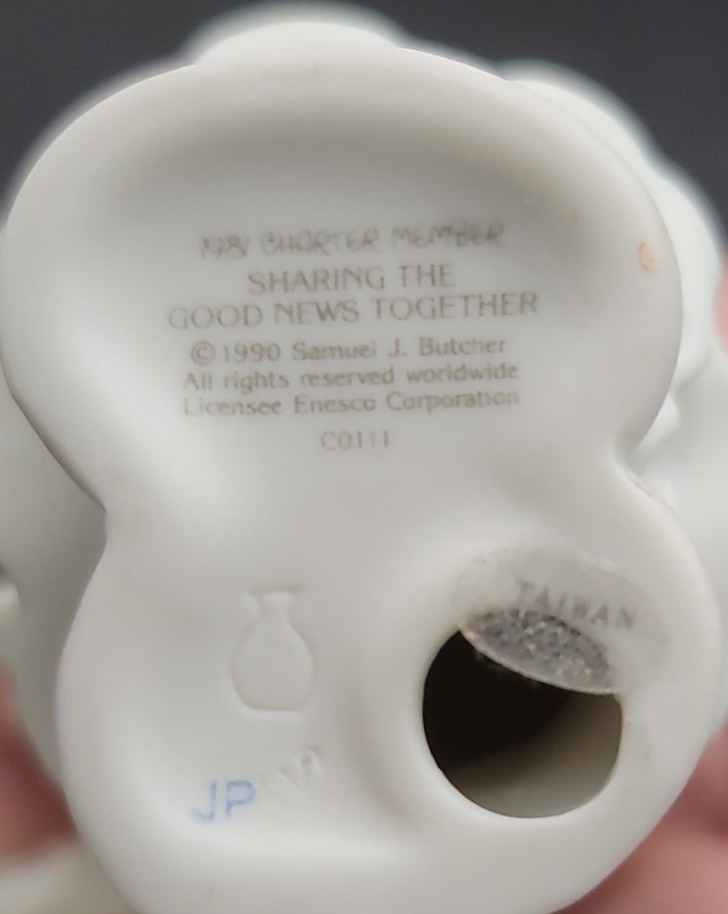 1981 CHARTER MEMBER
SHARING THE
GOOD NEWS TOGETHER
© 1990 Samuel J. Butcher
All rights reserved worldwide
Licensee Enesco Corporation
C0111
TAIWAN
JP